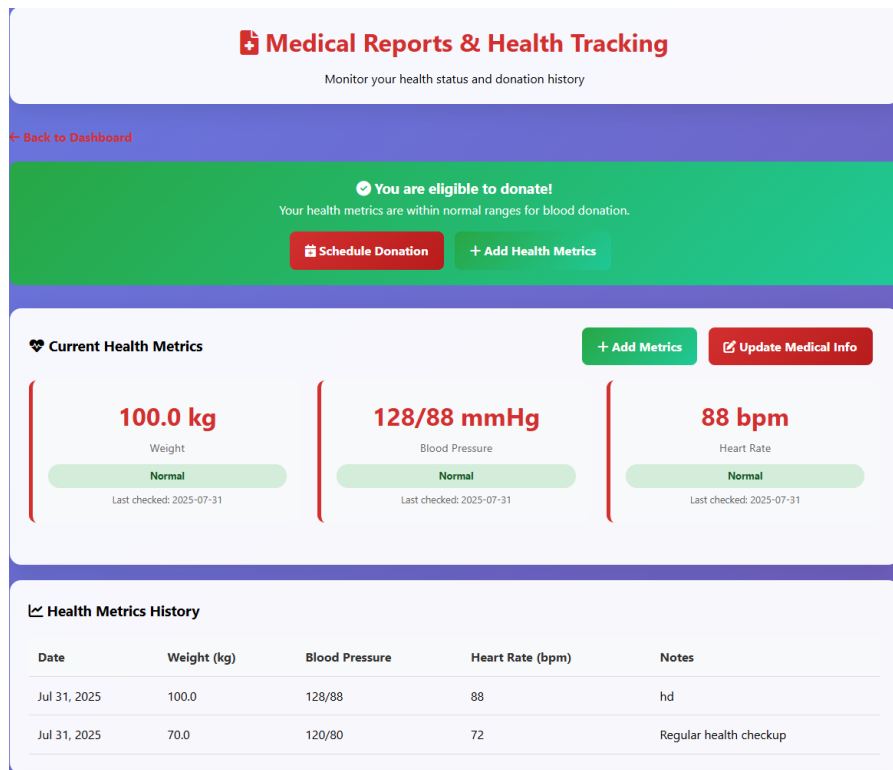 Medical Reports & Health Tracking
Monitor your health status and donation history
Back to Dashboard
You are eligible to donate!
Your health metrics are within normal ranges for blood donation.
Schedule Donation + Add Health Metrics
Current Health Metrics + Add Metrics Update Medical Info
100.0 kg 128/88 mmHg 88 bpm
Weight Blood Pressure Heart Rate
Normal Normal Normal
Last checked: 2025-07-31 Last checked: 2025-07-31 Last checked: 2025-07-31
Health Metrics History
Date Weight (kg) Blood Pressure Heart Rate (bpm) Notes
Jul 31, 2025 100.0 128/88 88 hd
Jul 31, 2025 70.0 120/80 72 Regular health checkup